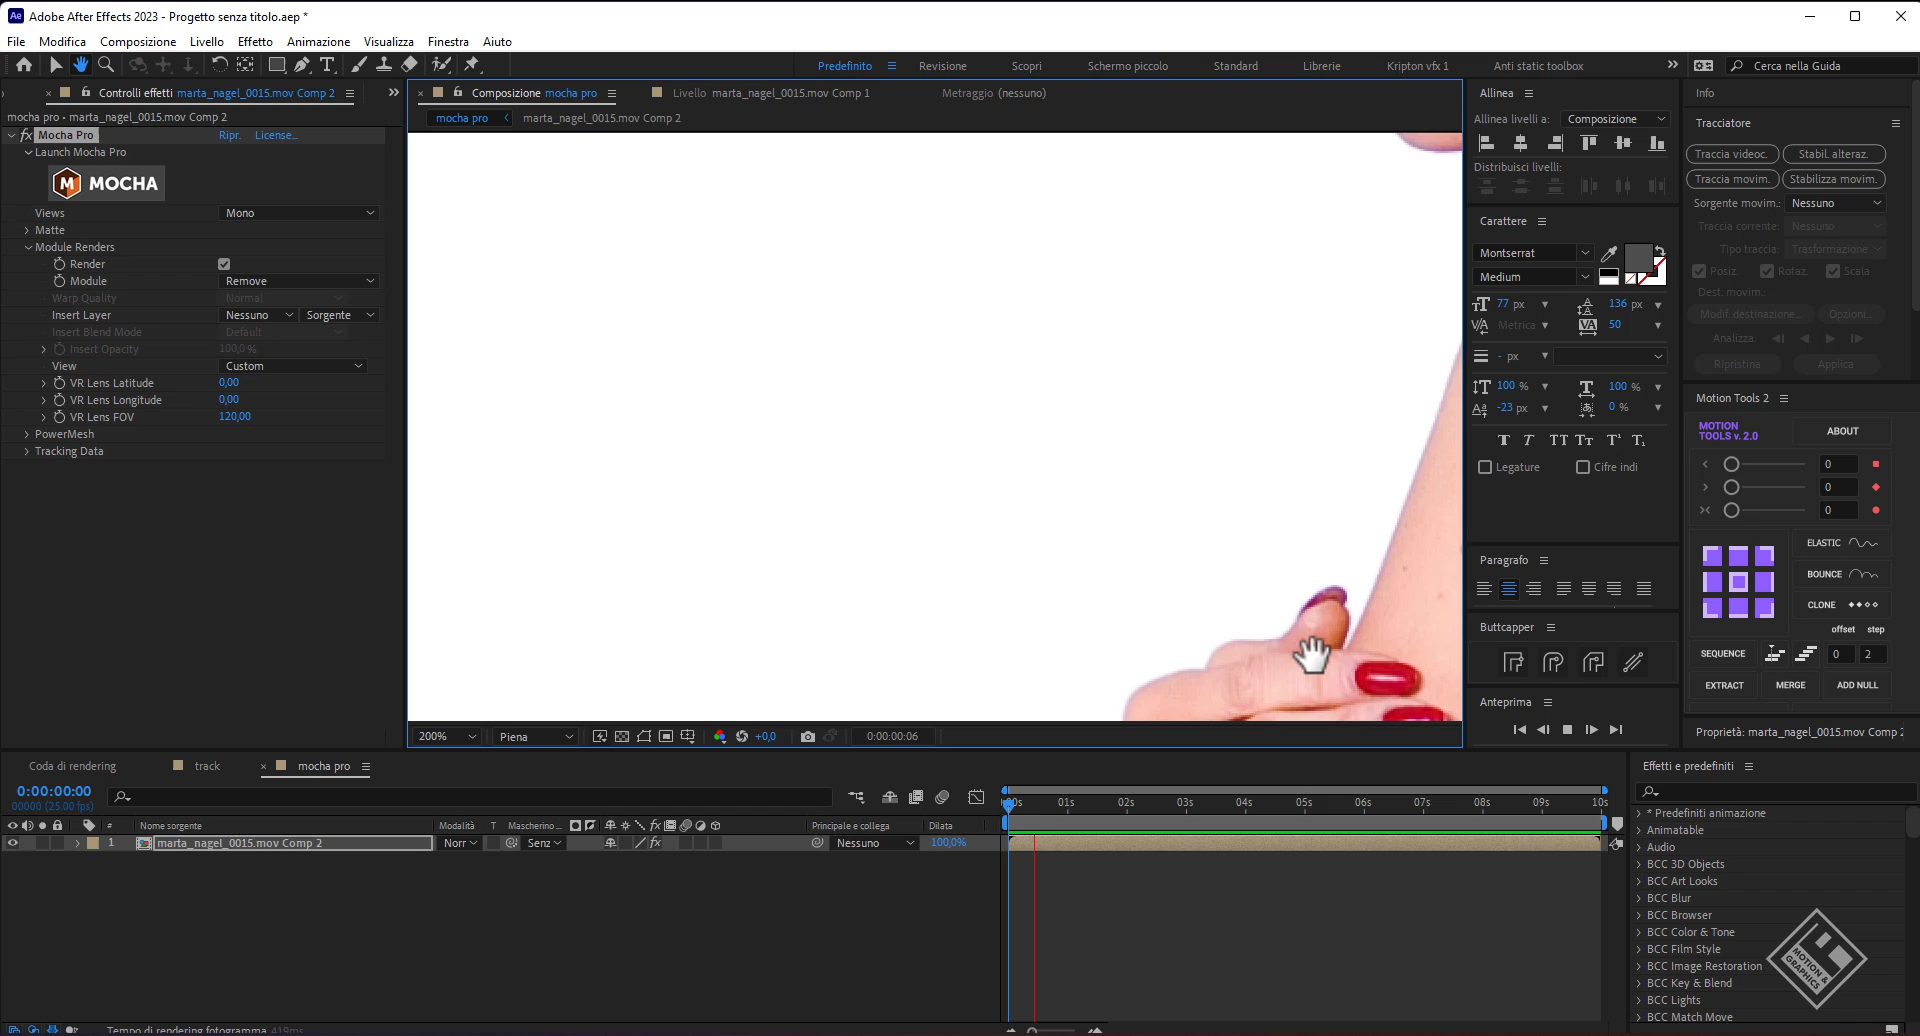 Adobe After Effects 2023 - Progetto senza titolo.aep *
File Modifica Composizione Livello Effetto Animazione Visualizza Finestra Aiuto
Predefinito Revisione Scopri Schermo piccolo Standard Librerie Kripton vfx 1 Anti static toolbox Cerca nella Guida
Controlli effetti marta_nagel_0015.mov Comp 2
mocha pro • marta_nagel_0015.mov Comp 2
fx Mocha Pro Ripr. License...
Launch Mocha Pro
M MOCHA
Views Mono
Matte
Module Renders
Render
Module Remove
Warp Quality Normal
Insert Layer Nessuno Sorgente
Insert Blend Mode Default
Insert Opacity 100,0%
View Custom
VR Lens Latitude 0,00
VR Lens Longitude 0,00
VR Lens FOV 120,00
PowerMesh
Tracking Data
Composizione mocha pro Livello marta_nagel_0015.mov Comp 1 Metraggio (nessuno)
mocha pro marta_nagel_0015.mov Comp 2
200% Piena +0,0 0:00:00:06
Allinea
Allinea livelli a: Composizione
Distribuisci livelli:
Carattere
Montserrat
Medium
77 px 136 px
Metrica 50
- px
100 % 100 %
-23 px 0 %
Legature Cifre indi
Paragrafo
Buttcapper
Anteprima
Info
Tracciatore
Traccia videoc. Stabil. alteraz.
Traccia movim. Stabilizza movim.
Sorgente movim.: Nessuno
Traccia corrente: Nessuno
Tipo traccia: Trasformazione
Posiz. Rotaz. Scala
Dest. movim.:
Modif. destinazione... Opzioni...
Analizza:
Ripristina Applica
Motion Tools 2
MOTION TOOLS v. 2.0 ABOUT
0
0
0
ELASTIC
BOUNCE
CLONE
offset step
SEQUENCE 0 2
EXTRACT MERGE ADD NULL
Proprietà: marta_nagel_0015.mov Comp 2
Coda di rendering track mocha pro
0:00:00:00
00000 (25.00 fps)
# Nome sorgente Modalità T Mascherino ... Principale e collega Dilata
1 marta_nagel_0015.mov Comp 2 Norr Senz Nessuno 100,0%
00s 01s 02s 03s 04s 05s 06s 07s 08s 09s 10s
Tempo di rendering fotogramma 419ms
Effetti e predefiniti
* Predefiniti animazione
Animatable
Audio
BCC 3D Objects
BCC Art Looks
BCC Blur
BCC Browser
BCC Color & Tone
BCC Film Style
BCC Image Restoration
BCC Key & Blend
BCC Lights
BCC Match Move
MOTION & GRAPHICS